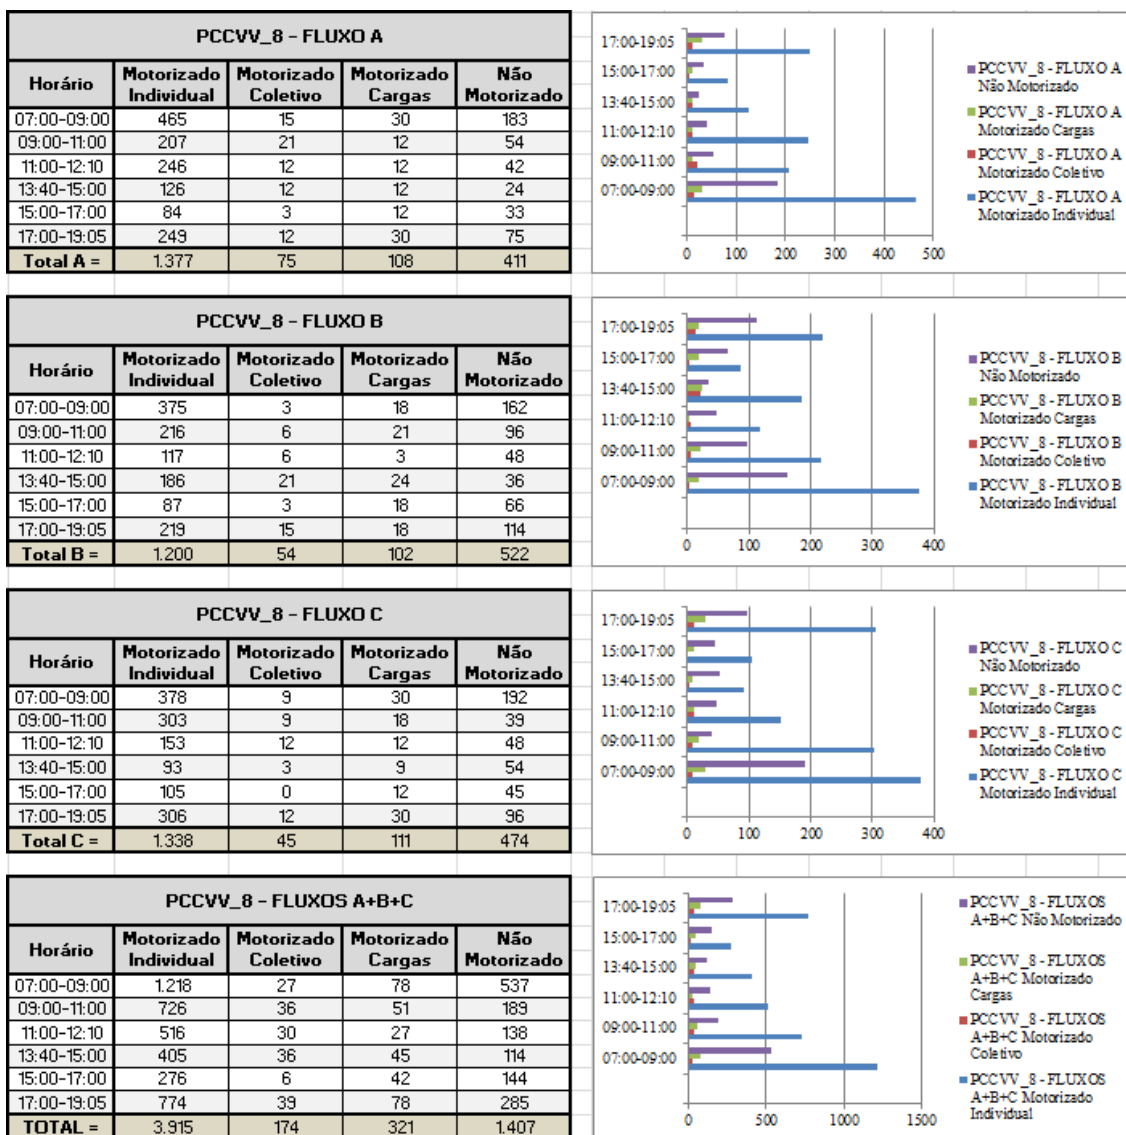 PCCVV_8 - FLUXO A
Horário Motorizado Individual Motorizado Coletivo Motorizado Cargas Não Motorizado
07:00-09:00 465 15 30 183
09:00-11:00 207 21 12 54
11:00-12:10 246 12 12 42
13:40-15:00 126 12 12 24
15:00-17:00 84 3 12 33
17:00-19:05 249 12 30 75
Total A = 1.377 75 108 411
17:00-19:05
15:00-17:00
13:40-15:00
11:00-12:10
09:00-11:00
07:00-09:00
0 100 200 300 400 500
PCCVV_8 - FLUXO A
Não Motorizado
PCCVV_8 - FLUXO A
Motorizado Cargas
PCCVV_8 - FLUXO A
Motorizado Coletivo
PCCVV_8 - FLUXO A
Motorizado Individual
PCCVV_8 - FLUXO B
Horário Motorizado Individual Motorizado Coletivo Motorizado Cargas Não Motorizado
07:00-09:00 375 3 18 162
09:00-11:00 216 6 21 96
11:00-12:10 117 6 3 48
13:40-15:00 186 21 24 36
15:00-17:00 87 3 18 66
17:00-19:05 219 15 18 114
Total B = 1.200 54 102 522
17:00-19:05
15:00-17:00
13:40-15:00
11:00-12:10
09:00-11:00
07:00-09:00
0 100 200 300 400
PCCVV_8 - FLUXO B
Não Motorizado
PCCVV_8 - FLUXO B
Motorizado Cargas
PCCVV_8 - FLUXO B
Motorizado Coletivo
PCCVV_8 - FLUXO B
Motorizado Individual
PCCVV_8 - FLUXO C
Horário Motorizado Individual Motorizado Coletivo Motorizado Cargas Não Motorizado
07:00-09:00 378 9 30 192
09:00-11:00 303 9 18 39
11:00-12:10 153 12 12 48
13:40-15:00 93 3 9 54
15:00-17:00 105 0 12 45
17:00-19:05 306 12 30 96
Total C = 1.338 45 111 474
17:00-19:05
15:00-17:00
13:40-15:00
11:00-12:10
09:00-11:00
07:00-09:00
0 100 200 300 400
PCCVV_8 - FLUXO C
Não Motorizado
PCCVV_8 - FLUXO C
Motorizado Cargas
PCCVV_8 - FLUXO C
Motorizado Coletivo
PCCVV_8 - FLUXO C
Motorizado Individual
PCCVV_8 - FLUXOS A+B+C
Horário Motorizado Individual Motorizado Coletivo Motorizado Cargas Não Motorizado
07:00-09:00 1.218 27 78 537
09:00-11:00 726 36 51 189
11:00-12:10 516 30 27 138
13:40-15:00 405 36 45 114
15:00-17:00 276 6 42 144
17:00-19:05 774 39 78 285
TOTAL = 3.915 174 321 1.407
17:00-19:05
15:00-17:00
13:40-15:00
11:00-12:10
09:00-11:00
07:00-09:00
0 500 1000 1500
PCCVV_8 - FLUXOS
A+B+C Não Motorizado
PCCVV_8 - FLUXOS
A+B+C Motorizado
Cargas
PCCVV_8 - FLUXOS
A+B+C Motorizado
Coletivo
PCCVV_8 - FLUXOS
A+B+C Motorizado
Individual